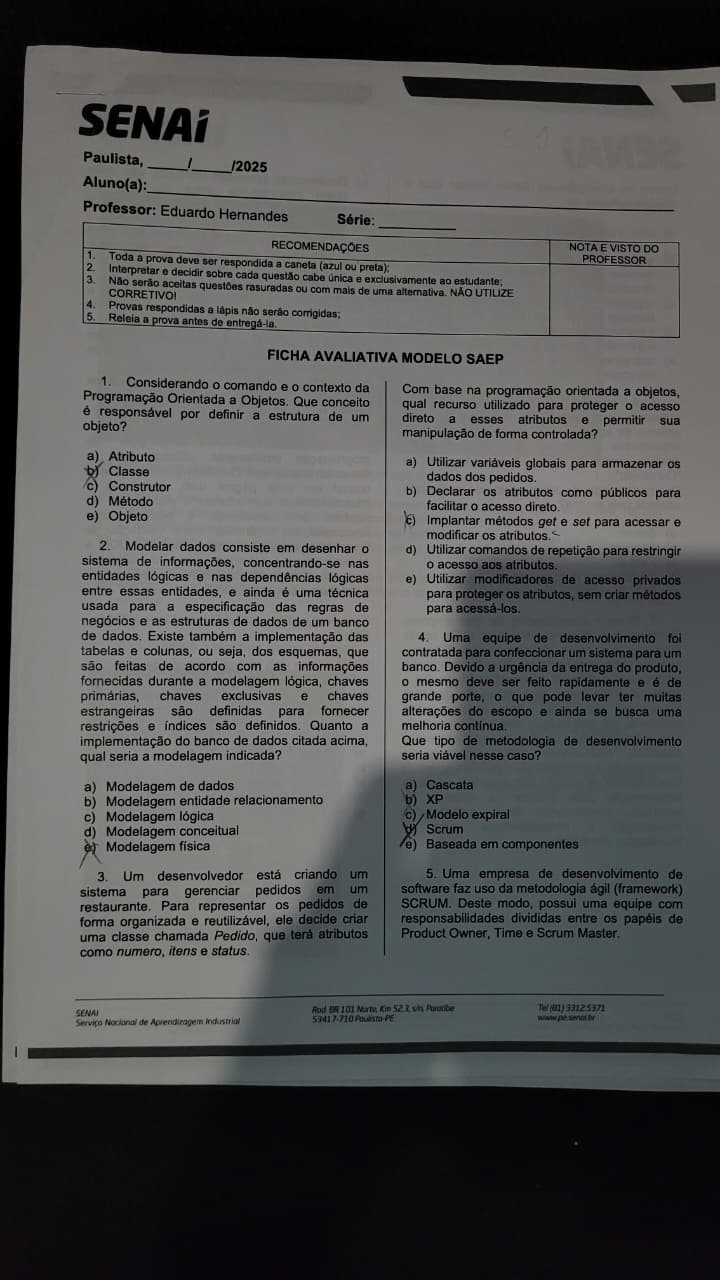 SENAI
Paulista, _____/_____/2025
Aluno(a):
Professor: Eduardo Hernandes Série: __________
RECOMENDAÇÕES
NOTA E VISTO DO
PROFESSOR
1. Toda a prova deve ser respondida a caneta (azul ou preta);
2. Interpretar e decidir sobre cada questão cabe única e exclusivamente ao estudante;
3. Não serão aceitas questões rasuradas ou com mais de uma alternativa. NÃO UTILIZE
CORRETIVO!
4. Provas respondidas a lápis não serão corrigidas;
5. Releia a prova antes de entregá-la.
FICHA AVALIATIVA MODELO SAEP
1. Considerando o comando e o contexto da
Programação Orientada a Objetos. Que conceito
é responsável por definir a estrutura de um
objeto?
a) Atributo
b) Classe
c) Construtor
d) Método
e) Objeto
2. Modelar dados consiste em desenhar o
sistema de informações, concentrando-se nas
entidades lógicas e nas dependências lógicas
entre essas entidades, e ainda é uma técnica
usada para a especificação das regras de
negócios e as estruturas de dados de um banco
de dados. Existe também a implementação das
tabelas e colunas, ou seja, dos esquemas, que
são feitas de acordo com as informações
fornecidas durante a modelagem lógica, chaves
primárias, chaves exclusivas e chaves
estrangeiras são definidas para fornecer
restrições e índices são definidos. Quanto a
implementação do banco de dados citada acima,
qual seria a modelagem indicada?
a) Modelagem de dados
b) Modelagem entidade relacionamento
c) Modelagem lógica
d) Modelagem conceitual
e) Modelagem física
3. Um desenvolvedor está criando um
sistema para gerenciar pedidos em um
restaurante. Para representar os pedidos de
forma organizada e reutilizável, ele decide criar
uma classe chamada Pedido, que terá atributos
como numero, itens e status.
Com base na programação orientada a objetos,
qual recurso utilizado para proteger o acesso
direto a esses atributos e permitir sua
manipulação de forma controlada?
a) Utilizar variáveis globais para armazenar os
dados dos pedidos.
b) Declarar os atributos como públicos para
facilitar o acesso direto.
c) Implantar métodos get e set para acessar e
modificar os atributos.
d) Utilizar comandos de repetição para restringir
o acesso aos atributos.
e) Utilizar modificadores de acesso privados
para proteger os atributos, sem criar métodos
para acessá-los.
4. Uma equipe de desenvolvimento foi
contratada para confeccionar um sistema para um
banco. Devido a urgência da entrega do produto,
o mesmo deve ser feito rapidamente e é de
grande porte, o que pode levar ter muitas
alterações do escopo e ainda se busca uma
melhoria contínua.
Que tipo de metodologia de desenvolvimento
seria viável nesse caso?
a) Cascata
b) XP
c) Modelo expiral
d) Scrum
e) Baseada em componentes
5. Uma empresa de desenvolvimento de
software faz uso da metodologia ágil (framework)
SCRUM. Deste modo, possui uma equipe com
responsabilidades divididas entre os papéis de
Product Owner, Time e Scrum Master.
SENAI
Serviço Nacional de Aprendizagem Industrial
Rod. BR 101 Norte, Km 52.3, s/n, Paratibe
53417-710 Paulista-PE
Tel (81) 3312.5371
www.pe.senai.br